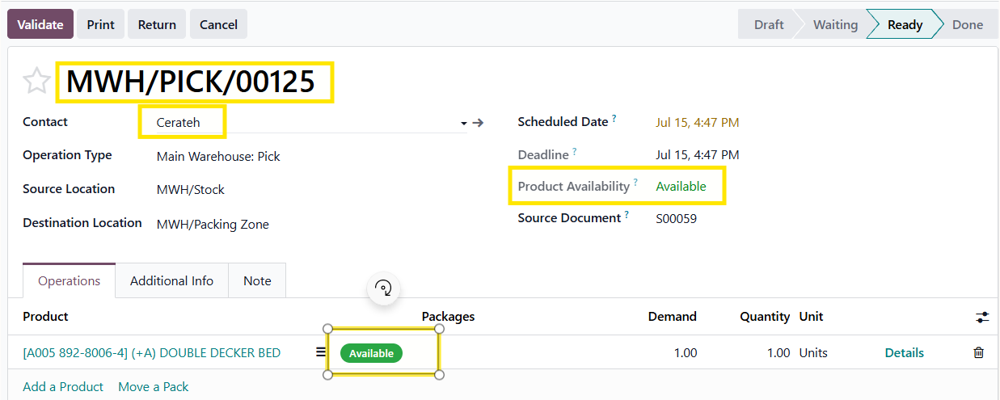 Validate Print Return Cancel Draft Waiting Ready Done
MWH/PICK/00125
Contact Cerateh Scheduled Date ? Jul 15, 4:47 PM
Operation Type Main Warehouse: Pick Deadline ? Jul 15, 4:47 PM
Source Location MWH/Stock Product Availability ? Available
Destination Location MWH/Packing Zone Source Document ? S00059
Operations Additional Info Note
Product Packages Demand Quantity Unit
[A005 892-8006-4] (+A) DOUBLE DECKER BED Available 1.00 1.00 Units Details
Add a Product Move a Pack